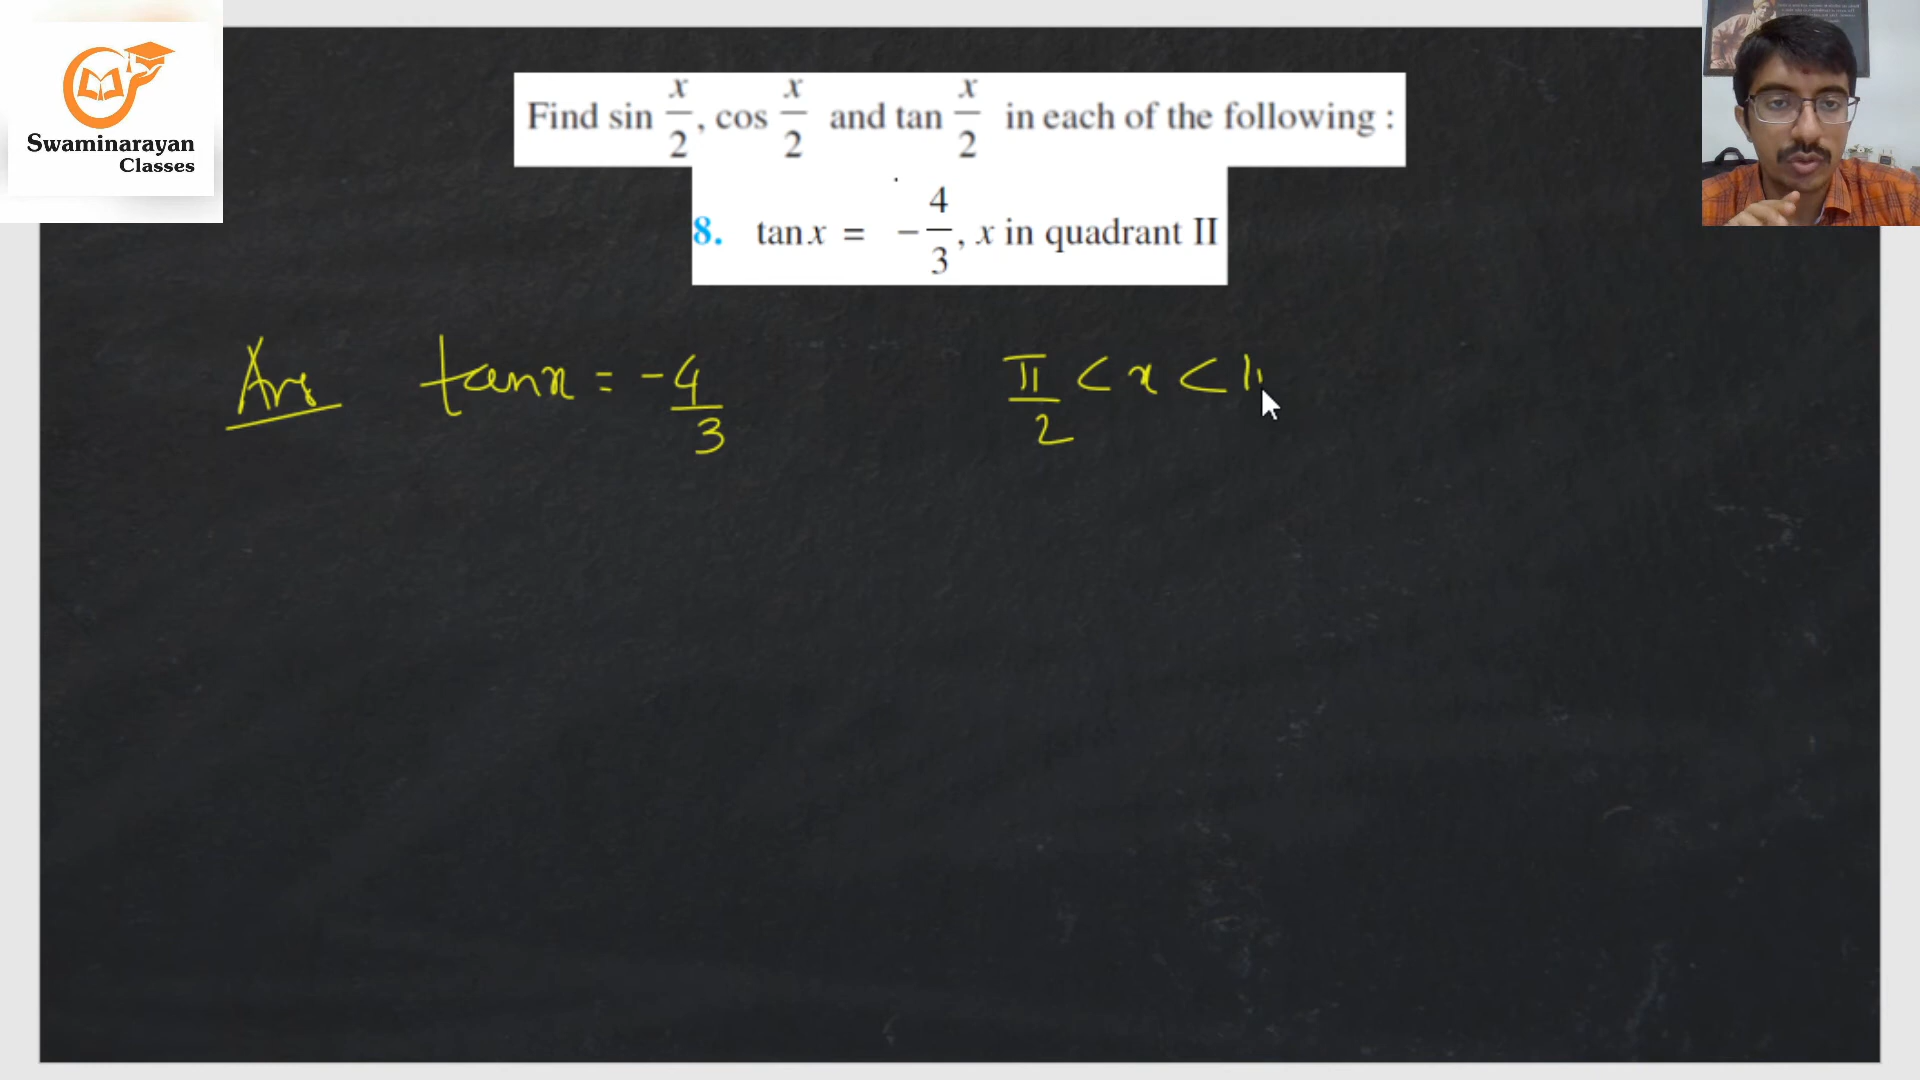 Swaminarayan
Classes
Find sin x/2, cos x/2 and tan x/2 in each of the following :
8. tan x = -4/3, x in quadrant II
Ans tanx = -4/3 π/2 < x < π